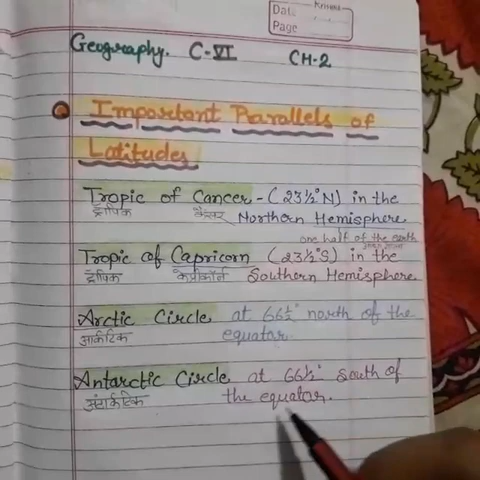 Date
Page
Geography. C-VI CH-2
Important Parallels of
Latitudes.
Tropic of Cancer - (23½°N) in the
ट्रॉपिक कैंसर Northern Hemisphere.
one half of the earth
Tropic of Capricorn (23½°S) in the
ट्रॉपिक कैप्रीकॉर्न Southern Hemisphere
Arctic Circle at 66½° north of the
आर्कटिक equatar
Antarctic Circle at 66½° South of
अंटार्कटिक the equatar.